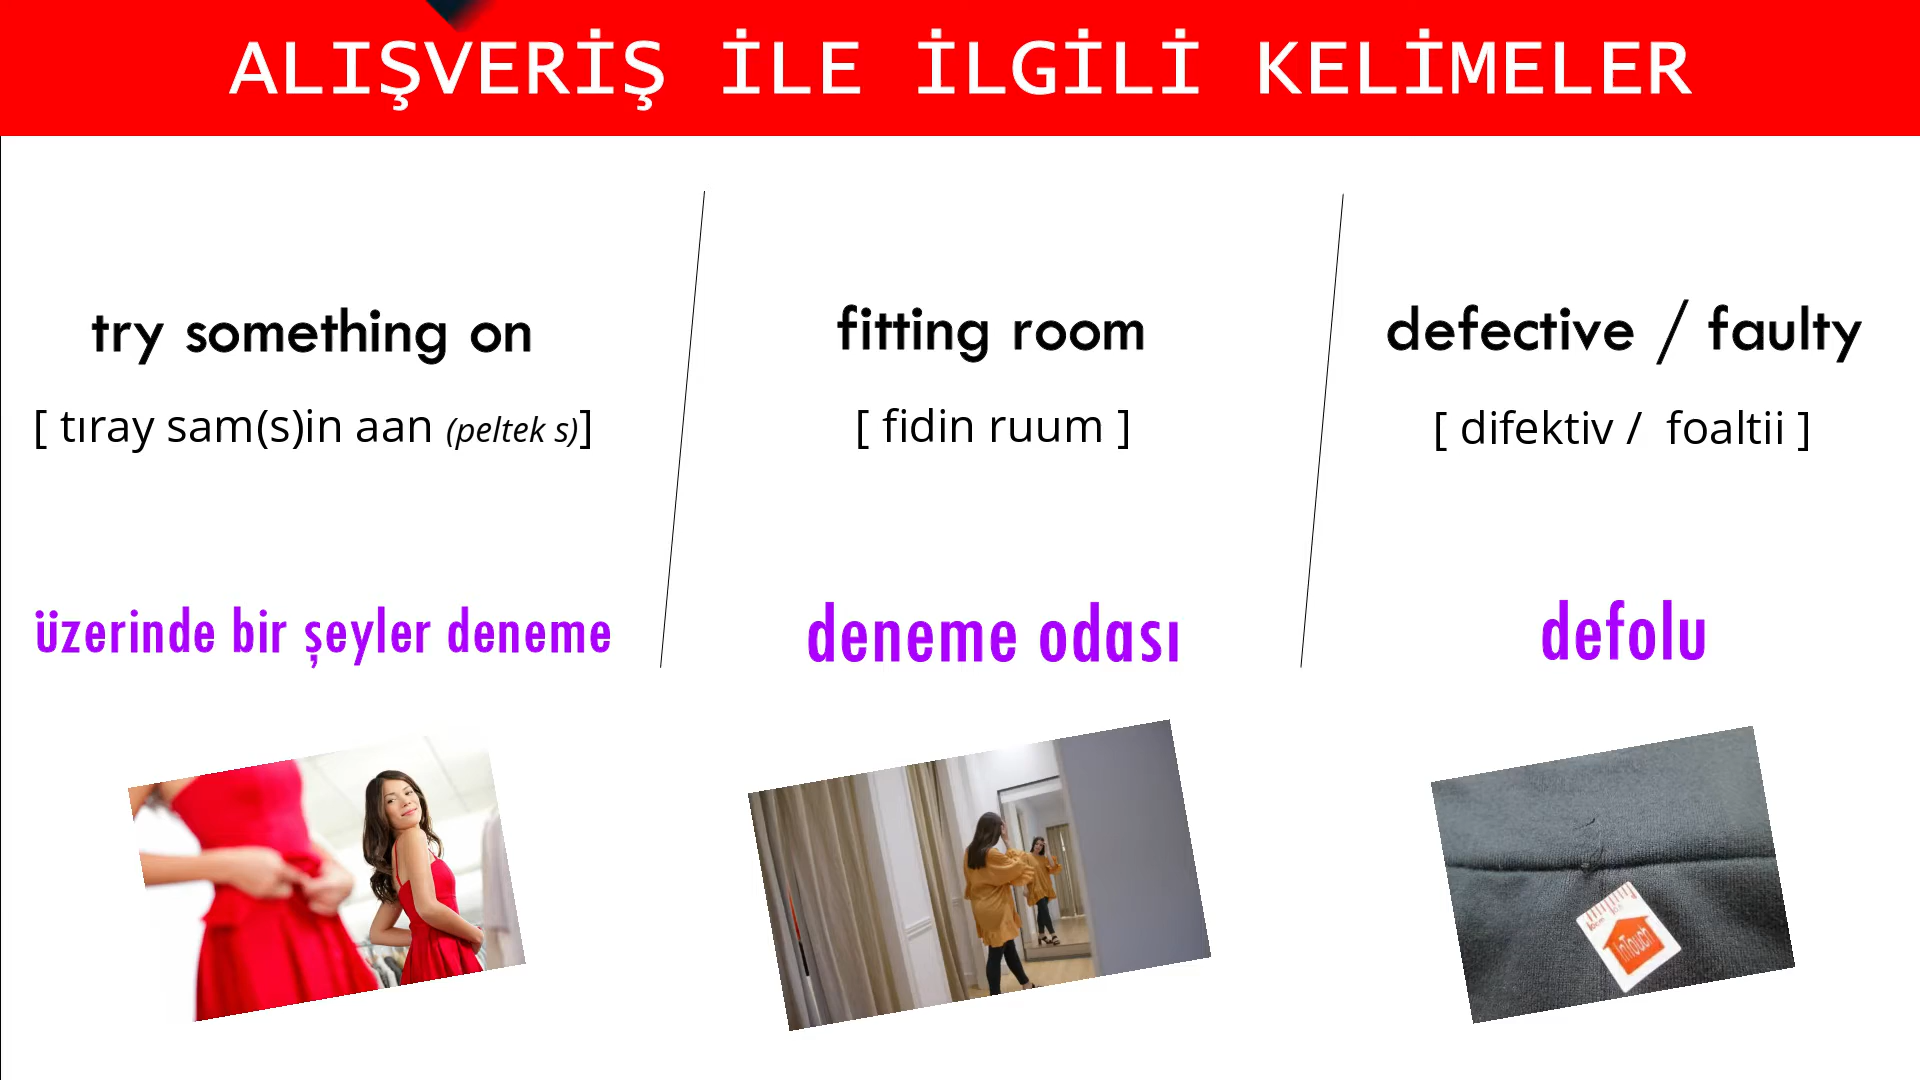 ALIŞVERİŞ İLE İLGİLİ KELİMELER
try something on
[ tıray sam(s)in aan (peltek s)]
üzerinde bir şeyler deneme
fitting room
[ fidin ruum ]
deneme odası
defective / faulty
[ difektiv / foaltii ]
defolu
InTouch